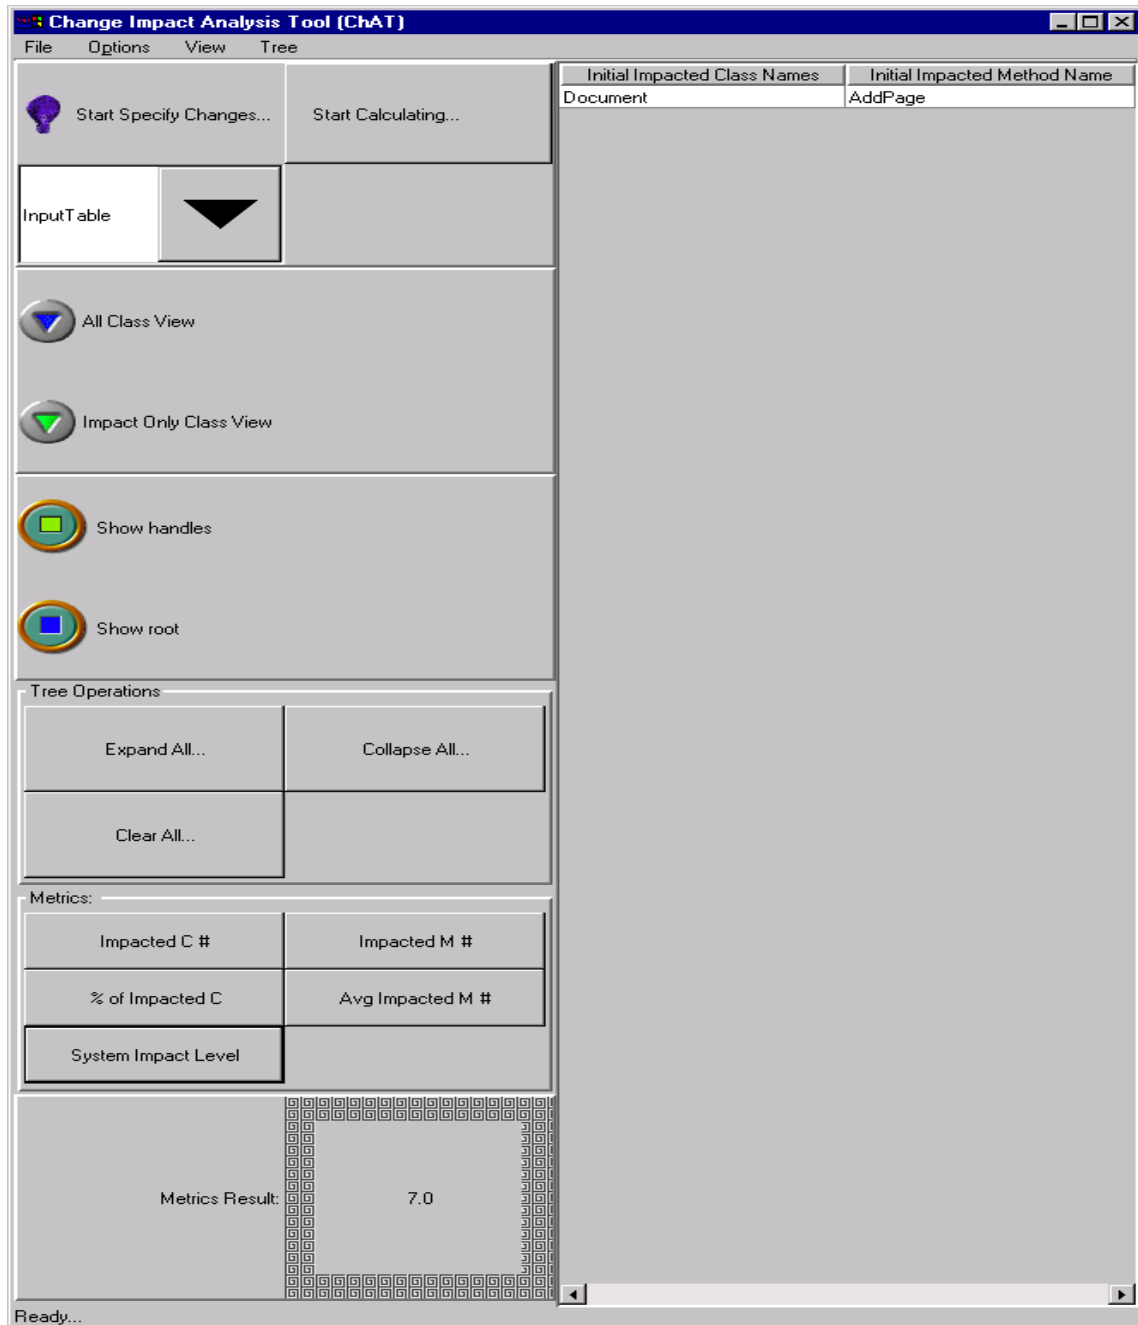 Change Impact Analysis Tool (ChAT)
File Options View Tree
Start Specify Changes... Start Calculating...
InputTable
All Class View
Impact Only Class View
Show handles
Show root
Tree Operations
Expand All... Collapse All...
Clear All...
Metrics:
Impacted C # Impacted M #
% of Impacted C Avg Impacted M #
System Impact Level
Metrics Result: 7.0
Initial Impacted Class Names Initial Impacted Method Name
Document AddPage
Ready...